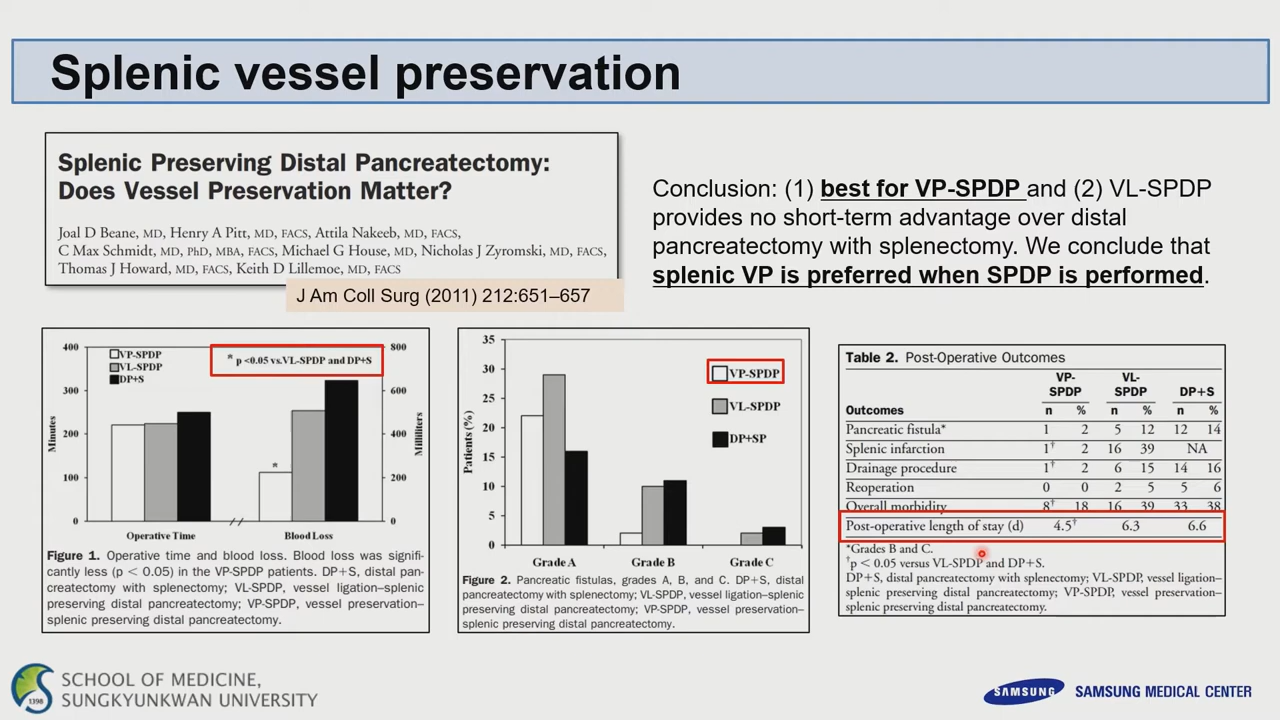 Splenic vessel preservation
Splenic Preserving Distal Pancreatectomy:
Does Vessel Preservation Matter?
Joal D Beane, MD, Henry A Pitt, MD, FACS, Attila Nakeeb, MD, FACS,
C Max Schmidt, MD, PhD, MBA, FACS, Michael G House, MD, FACS, Nicholas J Zyromski, MD, FACS,
Thomas J Howard, MD, FACS, Keith D Lillemoe, MD, FACS
J Am Coll Surg (2011) 212:651–657
Conclusion: (1) best for VP-SPDP and (2) VL-SPDP
provides no short-term advantage over distal
pancreatectomy with splenectomy. We conclude that
splenic VP is preferred when SPDP is performed.
400
300
200
100
0
Minutes
VP-SPDP
VL-SPDP
DP+S
* p <0.05 vs.VL-SPDP and DP+S
*
800
600
400
200
0
Milliliters
Operative Time
Blood Loss
Figure 1. Operative time and blood loss. Blood loss was signifi-
cantly less (p < 0.05) in the VP-SPDP patients. DP+S, distal pan-
createctomy with splenectomy; VL-SPDP, vessel ligation–splenic
preserving distal pancreatectomy; VP-SPDP, vessel preservation–
splenic preserving distal pancreatectomy.
35
30
25
20
15
10
5
0
Patients (%)
VP-SPDP
VL-SPDP
DP+SP
Grade A
Grade B
Grade C
Figure 2. Pancreatic fistulas, grades A, B, and C. DP+S, distal
pancreatectomy with splenectomy; VL-SPDP, vessel ligation–splenic
preserving distal pancreatectomy; VP-SPDP, vessel preservation–
splenic preserving distal pancreatectomy.
Table 2. Post-Operative Outcomes
VP-
SPDP
VL-
SPDP
DP+S
Outcomes n % n % n %
Pancreatic fistula* 1 2 5 12 12 14
Splenic infarction 1† 2 16 39 NA
Drainage procedure 1† 2 6 15 14 16
Reoperation 0 0 2 5 5 6
Overall morbidity 8† 18 16 39 33 38
Post-operative length of stay (d) 4.5† 6.3 6.6
*Grades B and C.
†p < 0.05 versus VL-SPDP and DP+S.
DP+S, distal pancreatectomy with splenectomy; VL-SPDP, vessel ligation–
splenic preserving distal pancreatectomy; VP-SPDP, vessel preservation–
splenic preserving distal pancreatectomy.
1398
SCHOOL OF MEDICINE,
SUNGKYUNKWAN UNIVERSITY
SAMSUNG
SAMSUNG MEDICAL CENTER